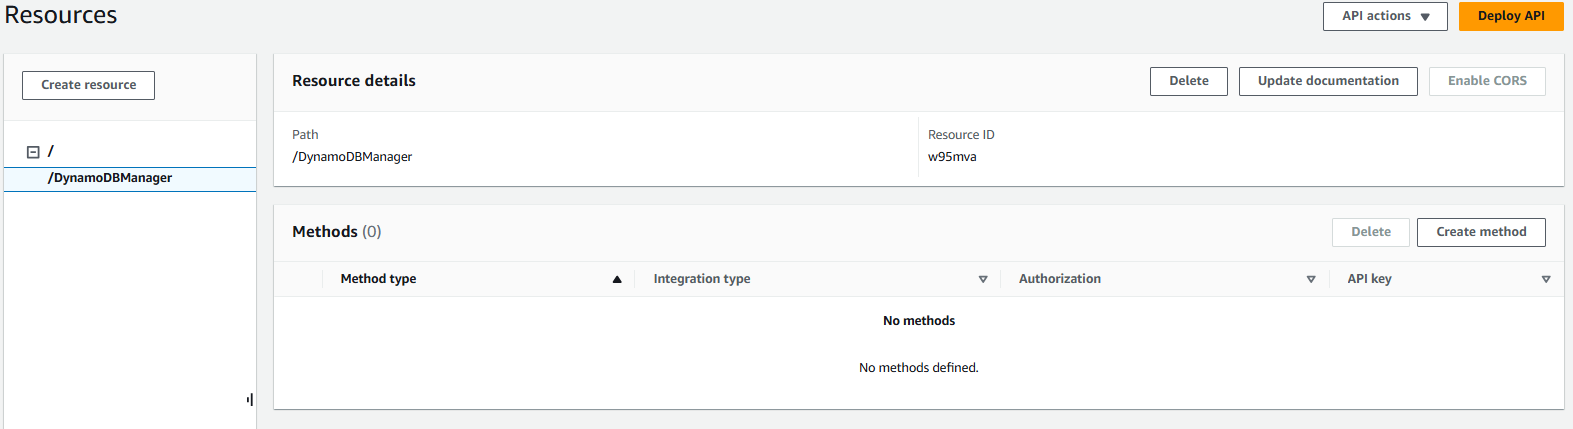 Resources
API actions
Deploy API
Create resource
/
/DynamoDBManager
Resource details
Delete
Update documentation
Enable CORS
Path
/DynamoDBManager
Resource ID
w95mva
Methods (0)
Delete
Create method
Method type
Integration type
Authorization
API key
No methods
No methods defined.